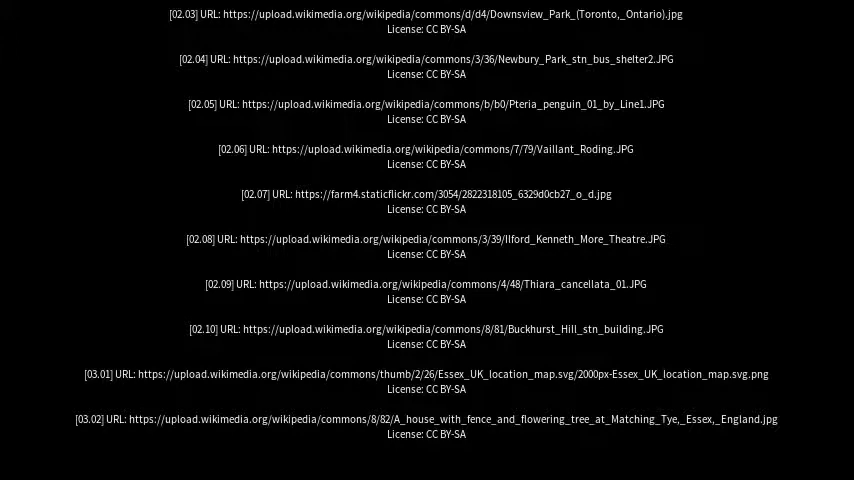 [02.03] URL: https://upload.wikimedia.org/wikipedia/commons/d/d4/Downsview_Park_(Toronto,_Ontario).jpg
License: CC BY-SA
[02.04] URL: https://upload.wikimedia.org/wikipedia/commons/3/36/Newbury_Park_stn_bus_shelter2.JPG
License: CC BY-SA
[02.05] URL: https://upload.wikimedia.org/wikipedia/commons/b/b0/Pteria_penguin_01_by_Line1.JPG
License: CC BY-SA
[02.06] URL: https://upload.wikimedia.org/wikipedia/commons/7/79/Vaillant_Roding.JPG
License: CC BY-SA
[02.07] URL: https://farm4.staticflickr.com/3054/2822318105_6329d0cb27_o_d.jpg
License: CC BY-SA
[02.08] URL: https://upload.wikimedia.org/wikipedia/commons/3/39/Ilford_Kenneth_More_Theatre.JPG
License: CC BY-SA
[02.09] URL: https://upload.wikimedia.org/wikipedia/commons/4/48/Thiara_cancellata_01.JPG
License: CC BY-SA
[02.10] URL: https://upload.wikimedia.org/wikipedia/commons/8/81/Buckhurst_Hill_stn_building.JPG
License: CC BY-SA
[03.01] URL: https://upload.wikimedia.org/wikipedia/commons/thumb/2/26/Essex_UK_location_map.svg/2000px-Essex_UK_location_map.svg.png
License: CC BY-SA
[03.02] URL: https://upload.wikimedia.org/wikipedia/commons/8/82/A_house_with_fence_and_flowering_tree_at_Matching_Tye,_Essex,_England.jpg
License: CC BY-SA